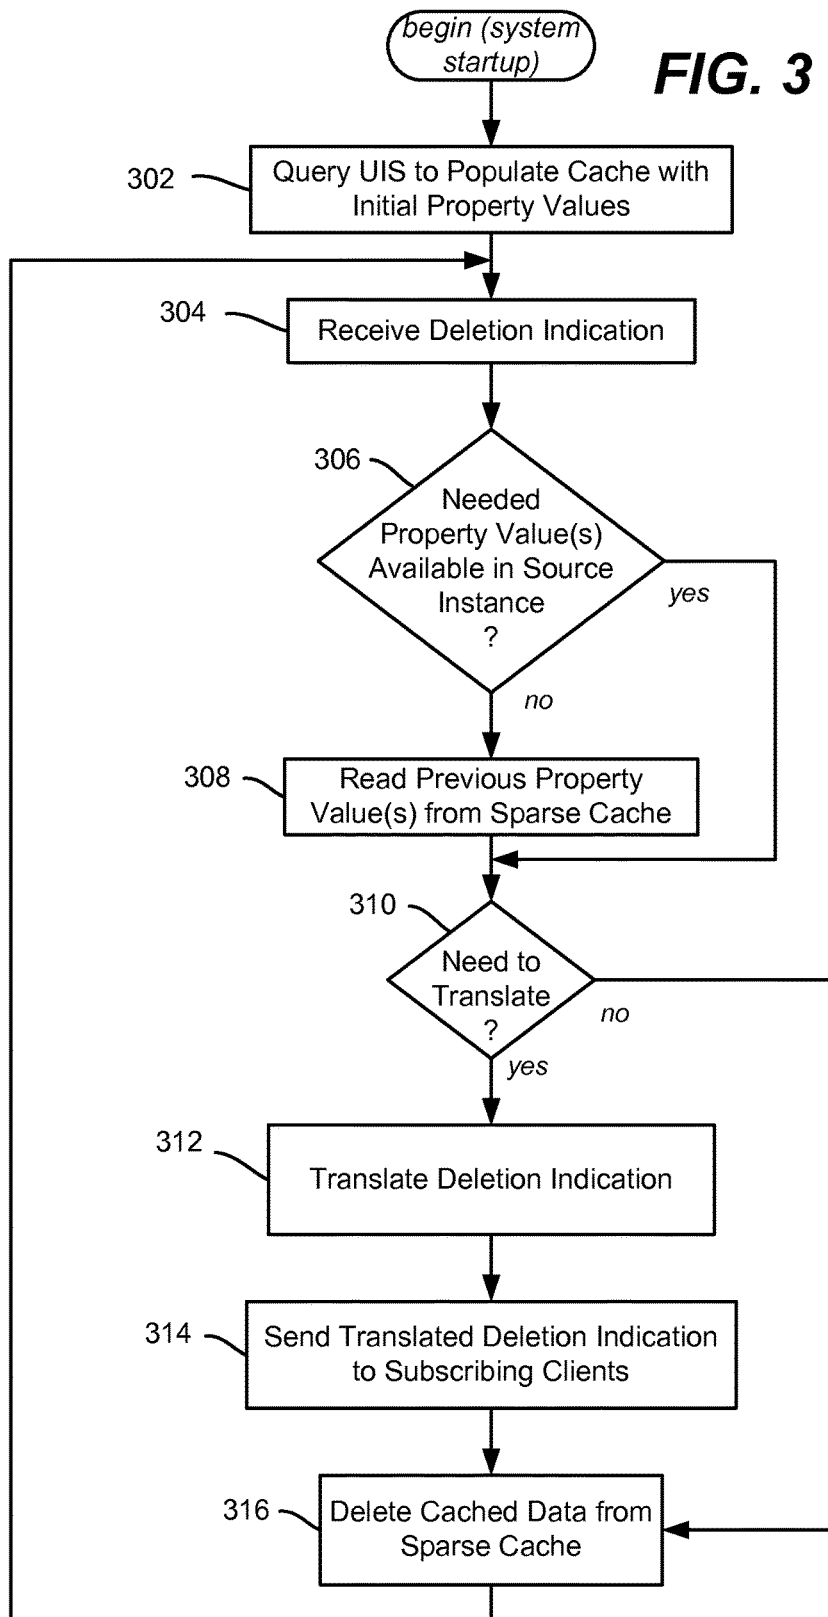 begin (system
startup)
FIG. 3
302
Query UIS to Populate Cache with
Initial Property Values
304
Receive Deletion Indication
306
Needed
Property Value(s)
Available in Source
Instance
?
yes
no
308
Read Previous Property
Value(s) from Sparse Cache
310
Need to
Translate
?
no
yes
312
Translate Deletion Indication
314
Send Translated Deletion Indication
to Subscribing Clients
316
Delete Cached Data from
Sparse Cache